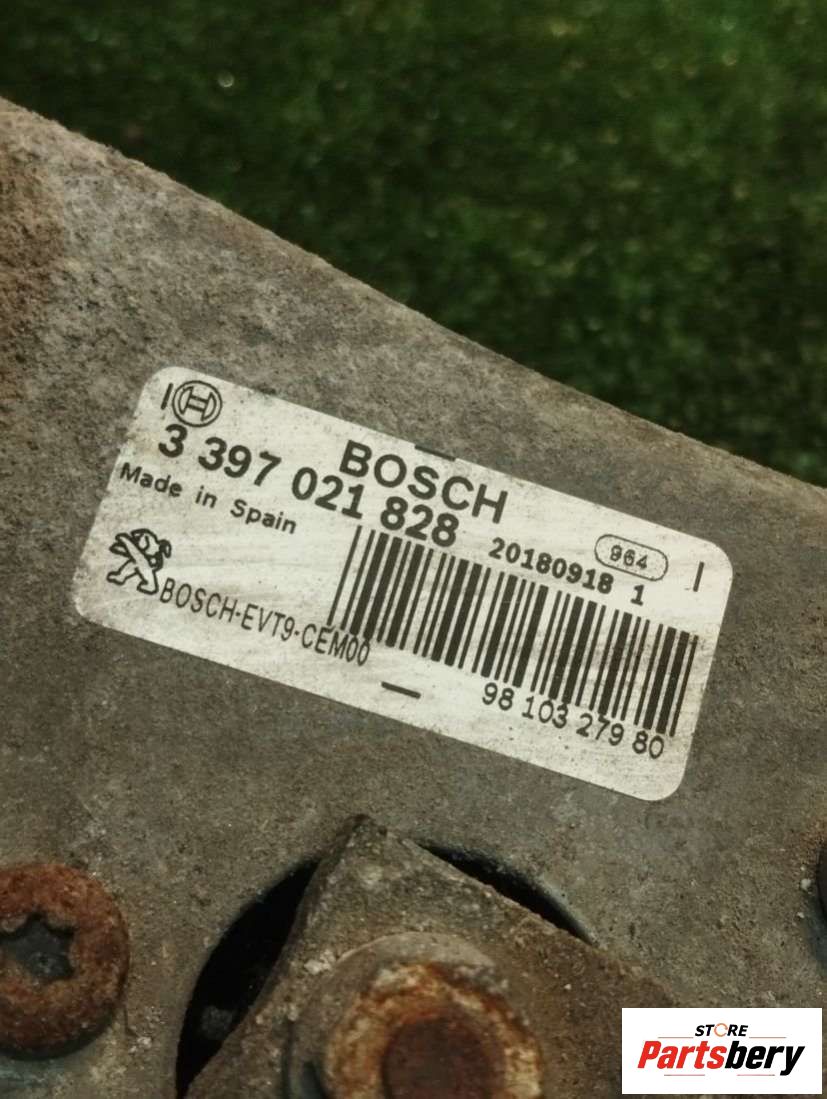 BOSCH
3 397 021 828
20180918 1
964
Made in Spain
BOSCH-EVT9-CEM00
98 103 279 80
STORE
Partsbery